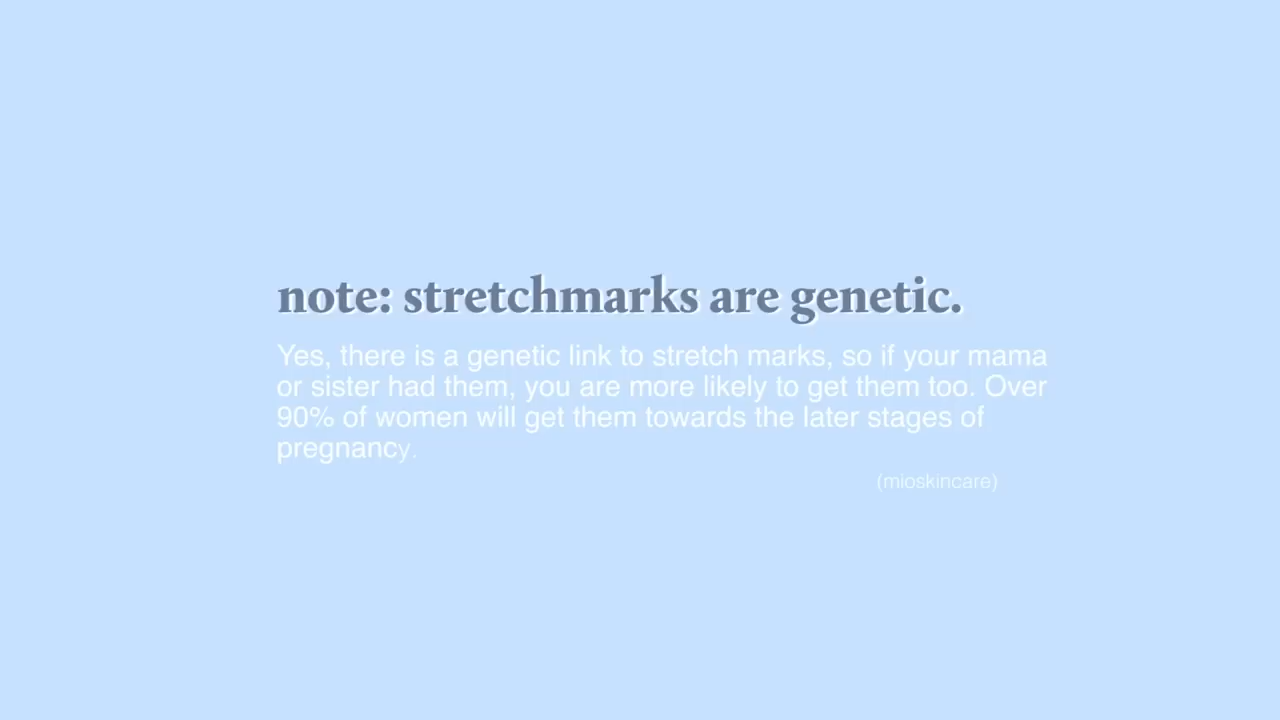 note: stretchmarks are genetic.
Yes, there is a genetic link to stretch marks, so if your mama
or sister had them, you are more likely to get them too. Over
90% of women will get them towards the later stages of
pregnancy.
(mioskincare)